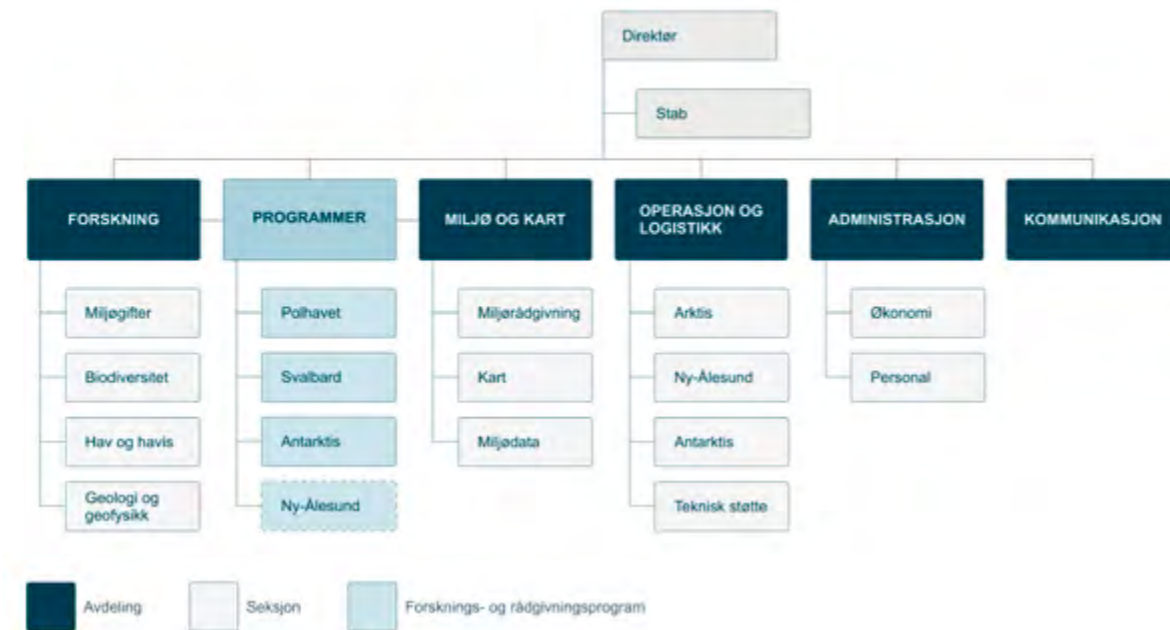 Direktør
Stab
FORSKNING
PROGRAMMER
MILJØ OG KART
OPERASJON OG
LOGISTIKK
ADMINISTRASJON
KOMMUNIKASJON
Miljøgifter
Biodiversitet
Hav og havis
Geologi og
geofysikk
Polhavet
Svalbard
Antarktis
Ny-Ålesund
Miljørådgivning
Kart
Miljødata
Arktis
Ny-Ålesund
Antarktis
Teknisk støtte
Økonomi
Personal
Avdeling
Seksjon
Forsknings- og rådgivningsprogram